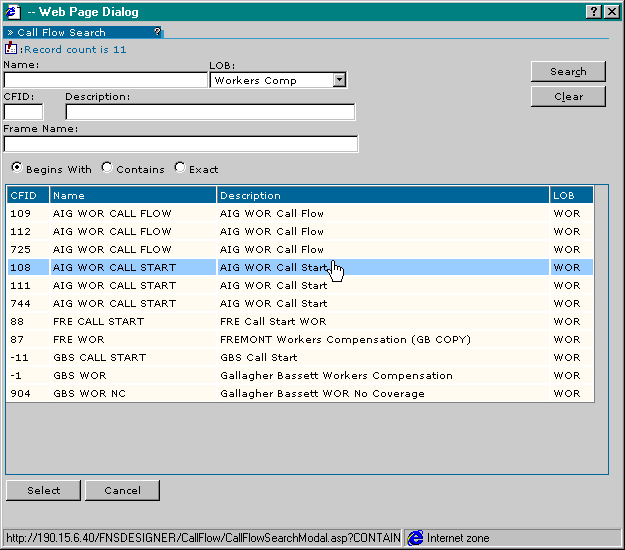 -- Web Page Dialog
» Call Flow Search ?
:Record count is 11
Name: LOB:
Workers Comp
Search
CFID: Description:
Clear
Frame Name:
Begins With Contains Exact
CFID Name Description LOB
109 AIG WOR CALL FLOW AIG WOR Call Flow WOR
112 AIG WOR CALL FLOW AIG WOR Call Flow WOR
725 AIG WOR CALL FLOW AIG WOR Call Flow WOR
108 AIG WOR CALL START AIG WOR Call Start WOR
111 AIG WOR CALL START AIG WOR Call Start WOR
744 AIG WOR CALL START AIG WOR Call Start WOR
88 FRE CALL START FRE Call Start WOR WOR
87 FRE WOR FREMONT Workers Compensation (GB COPY) WOR
-11 GBS CALL START GBS Call Start WOR
-1 GBS WOR Gallagher Bassett Workers Compensation WOR
904 GBS WOR NC Gallagher Bassett WOR No Coverage WOR
Select Cancel
http://190.15.6.40/FNSDESIGNER/CallFlow/CallFlowSearchModal.asp?CONTAIN Internet zone